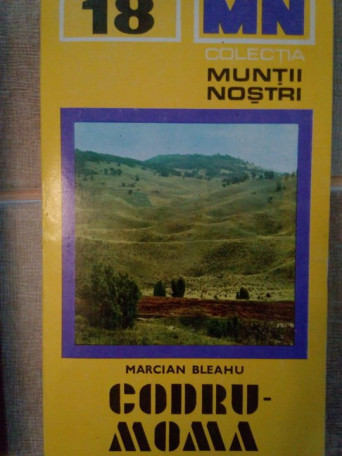 18
MN
COLECȚIA
MUNȚII
NOȘTRI
MARCIAN BLEAHU
CODRU-
MOMA